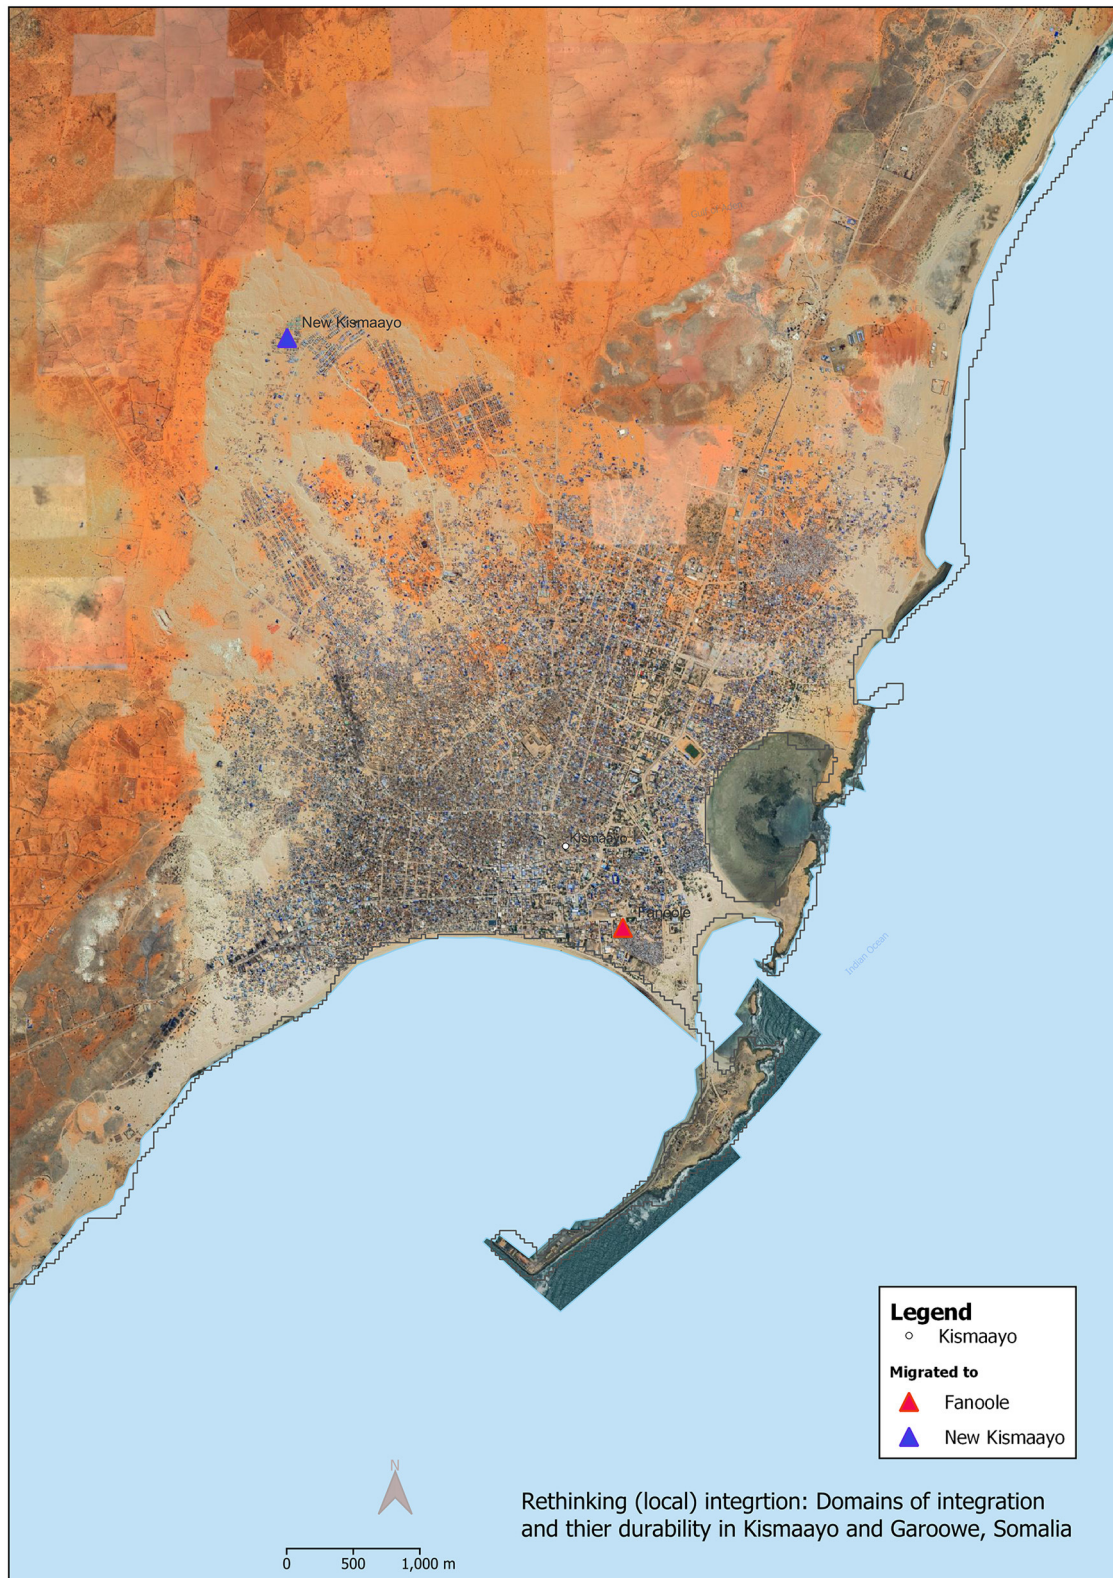 New Kismaayo
Kismaayo
Fanoole
Indian Ocean
Legend
Kismaayo
Migrated to
Fanoole
New Kismaayo
N
Rethinking (local) integrtion: Domains of integration
and thier durability in Kismaayo and Garoowe, Somalia
0 500 1,000 m